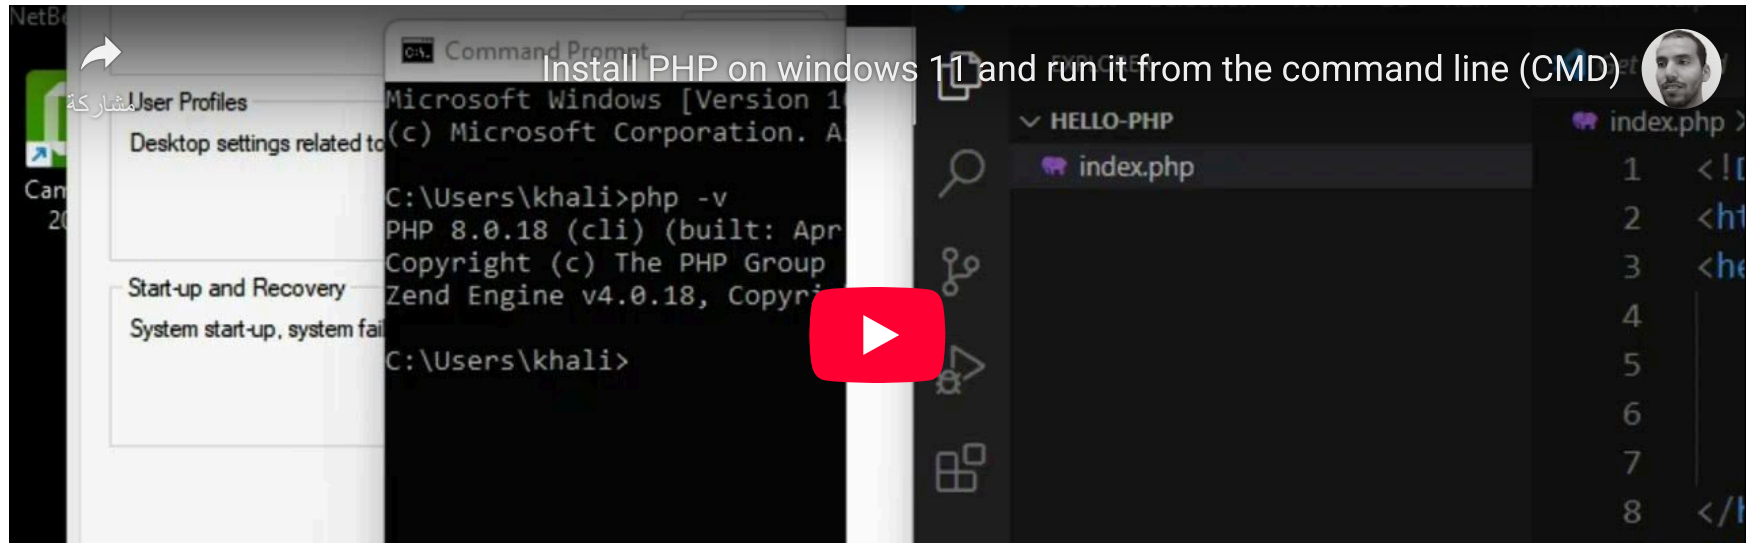 Install PHP on windows 11 and run it from the command line (CMD)
مشاركة
User Profiles
Desktop settings related to
Start-up and Recovery
System start-up, system fai
Command Prompt
Microsoft Windows [Version 1
(c) Microsoft Corporation. A
C:\Users\khali>php -v
PHP 8.0.18 (cli) (built: Apr
Copyright (c) The PHP Group
Zend Engine v4.0.18, Copyri
C:\Users\khali>
HELLO-PHP
index.php
index.php
1 <!
2 <ht
3 <he
4
5
6
7
8 </h